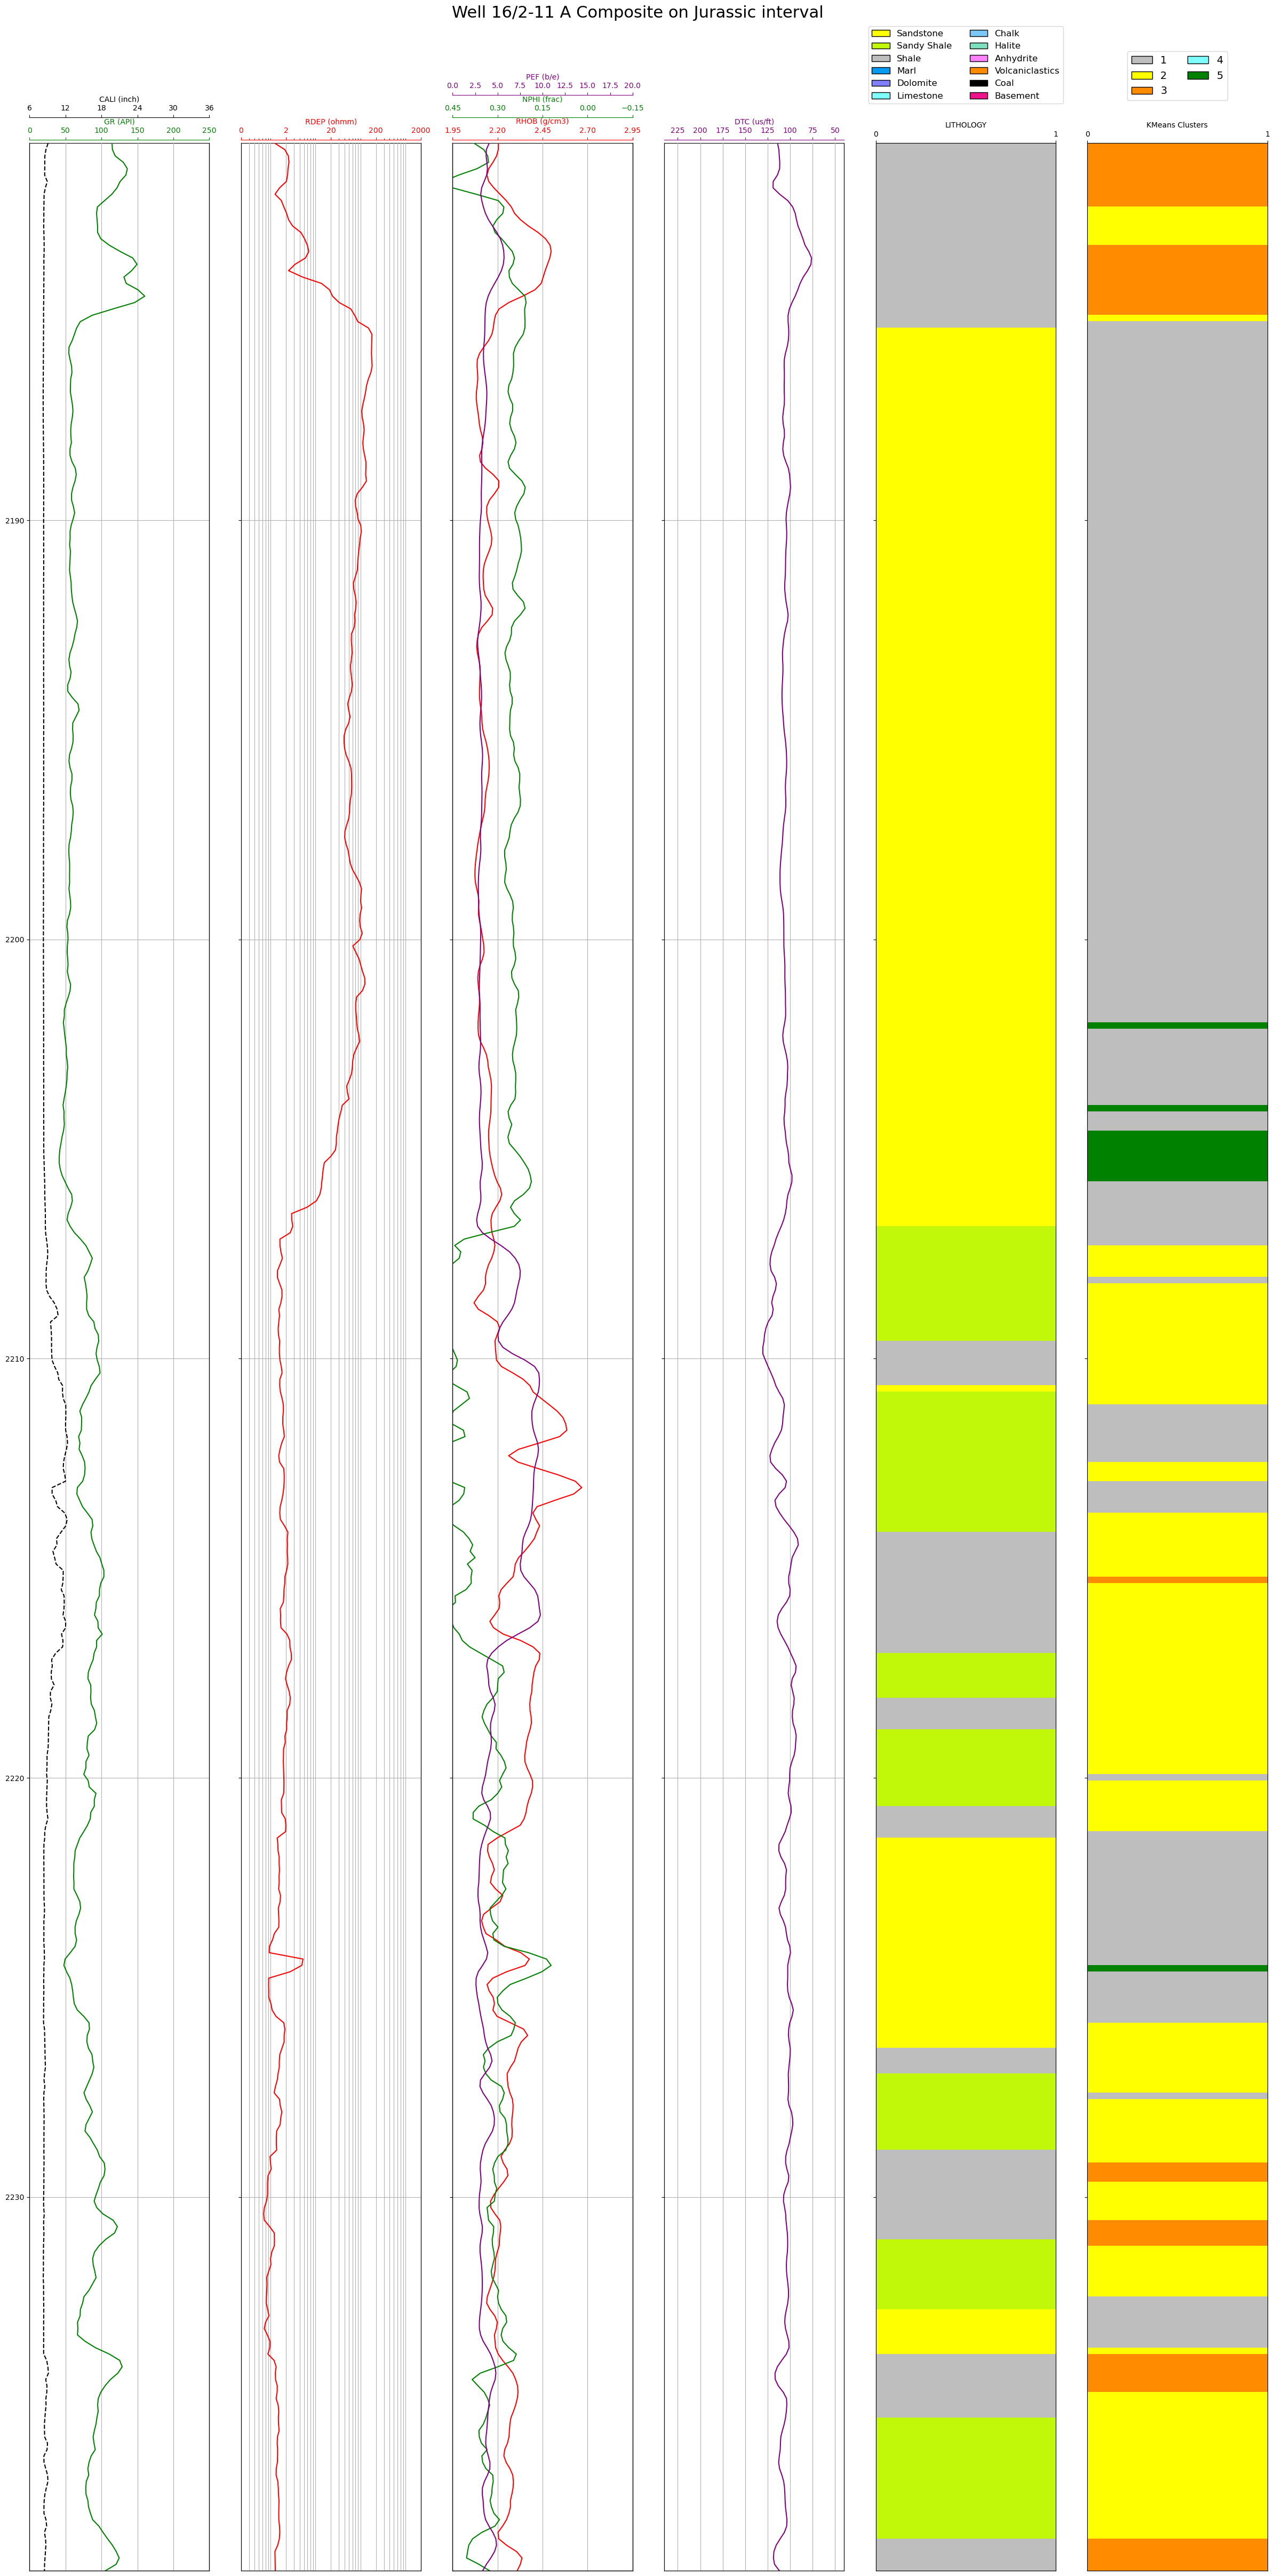 Well 16/2-11 A Composite on Jurassic interval
Sandstone Chalk
Sandy Shale Halite
Shale Anhydrite
Marl Volcaniclastics
Dolomite Coal
Limestone Basement
1 4
2 5
3
PEF (b/e)
0.0 2.5 5.0 7.5 10.0 12.5 15.0 17.5 20.0
CALI (inch) NPHI (frac)
6 12 18 24 30 36 0.45 0.30 0.15 0.00 −0.15
GR (API) RDEP (ohmm) RHOB (g/cm3) DTC (us/ft) LITHOLOGY KMeans Clusters
0 50 100 150 200 250 0 2 20 200 2000 1.95 2.20 2.45 2.70 2.95 225 200 175 150 125 100 75 50 0 1 0 1
2190
2200
2210
2220
2230